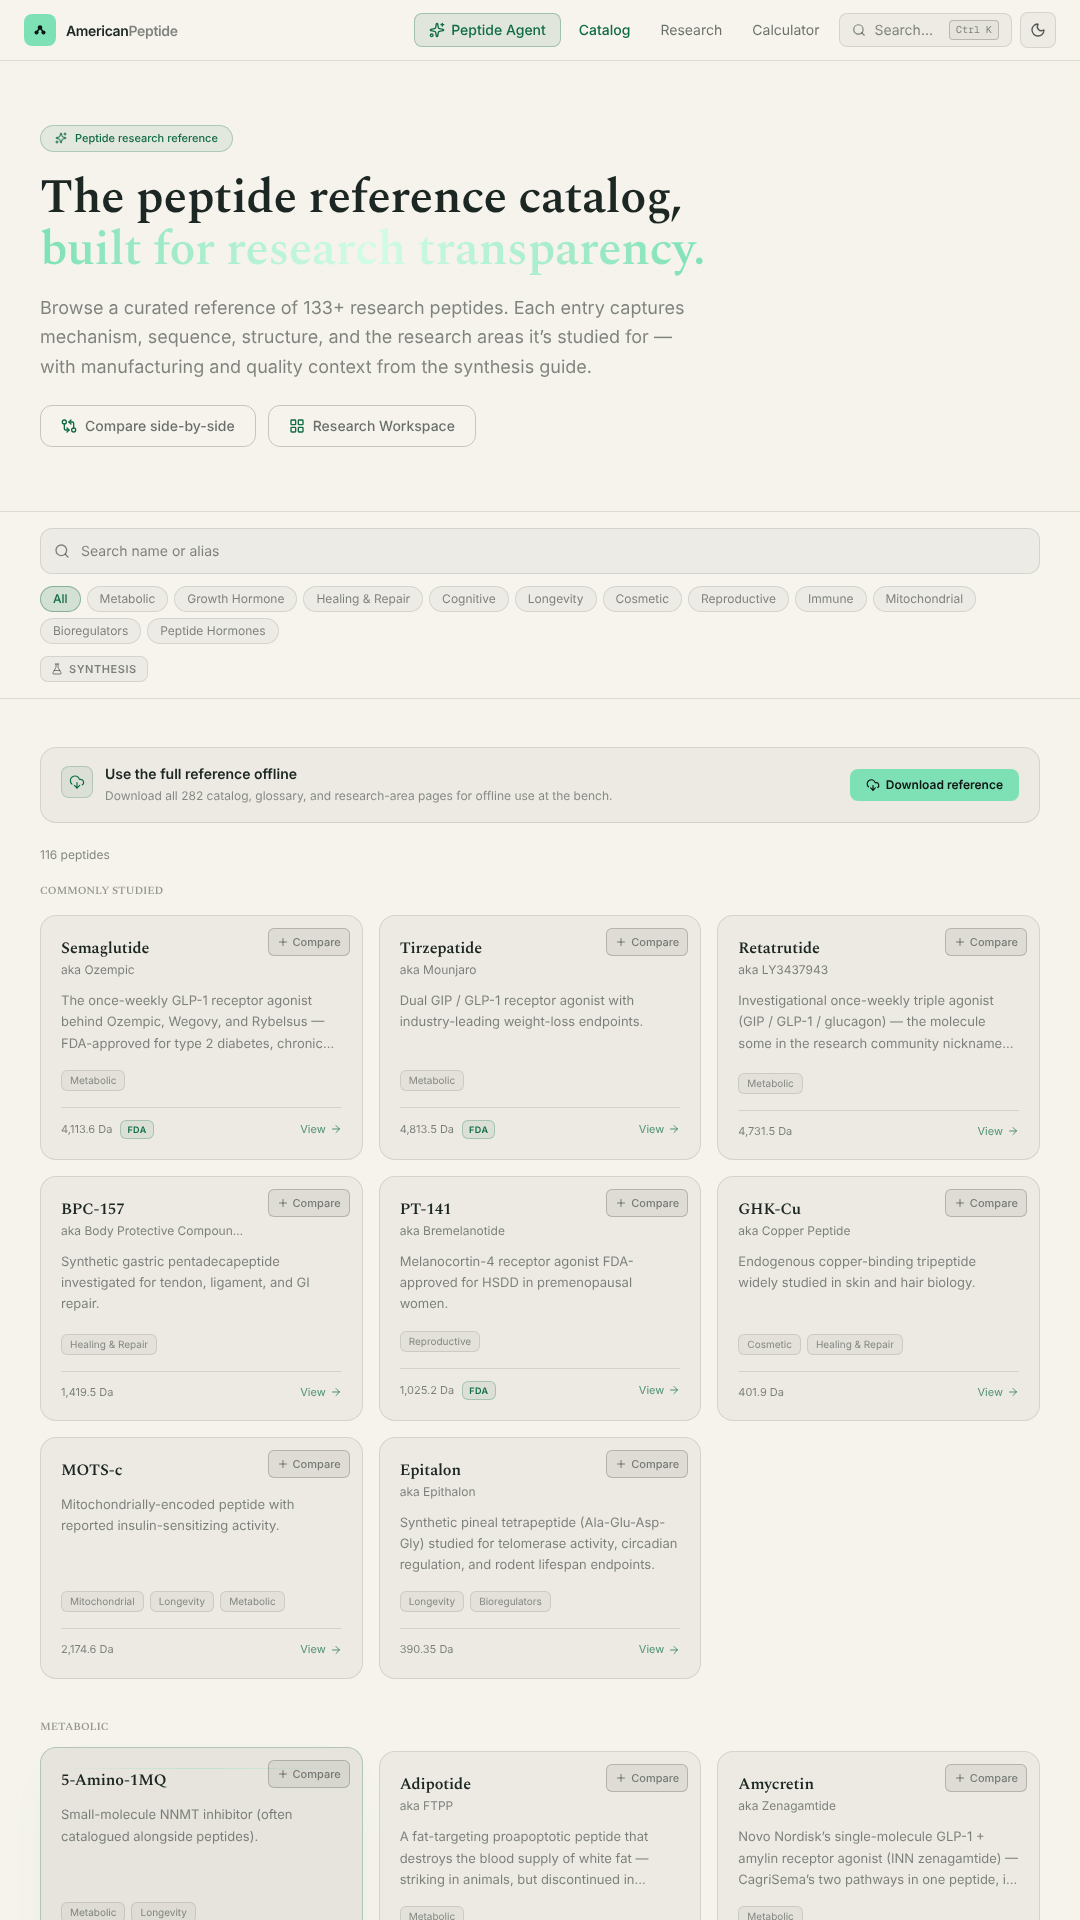 AmericanPeptide
Peptide Agent
Catalog
Research
Calculator
Search...
Ctrl K
Peptide research reference
The peptide reference catalog,
built for research transparency.
Browse a curated reference of 133+ research peptides. Each entry captures
mechanism, sequence, structure, and the research areas it’s studied for —
with manufacturing and quality context from the synthesis guide.
Compare side-by-side
Research Workspace
Search name or alias
All
Metabolic
Growth Hormone
Healing & Repair
Cognitive
Longevity
Cosmetic
Reproductive
Immune
Mitochondrial
Bioregulators
Peptide Hormones
SYNTHESIS
Use the full reference offline
Download all 282 catalog, glossary, and research-area pages for offline use at the bench.
Download reference
116 peptides
COMMONLY STUDIED
Semaglutide
+ Compare
aka Ozempic
The once-weekly GLP-1 receptor agonist
behind Ozempic, Wegovy, and Rybelsus —
FDA-approved for type 2 diabetes, chronic...
Metabolic
4,113.6 Da
FDA
View →
Tirzepatide
+ Compare
aka Mounjaro
Dual GIP / GLP-1 receptor agonist with
industry-leading weight-loss endpoints.
Metabolic
4,813.5 Da
FDA
View →
Retatrutide
+ Compare
aka LY3437943
Investigational once-weekly triple agonist
(GIP / GLP-1 / glucagon) — the molecule
some in the research community nickname...
Metabolic
4,731.5 Da
View →
BPC-157
+ Compare
aka Body Protective Compoun...
Synthetic gastric pentadecapeptide
investigated for tendon, ligament, and GI
repair.
Healing & Repair
1,419.5 Da
View →
PT-141
+ Compare
aka Bremelanotide
Melanocortin-4 receptor agonist FDA-
approved for HSDD in premenopausal
women.
Reproductive
1,025.2 Da
FDA
View →
GHK-Cu
+ Compare
aka Copper Peptide
Endogenous copper-binding tripeptide
widely studied in skin and hair biology.
Cosmetic
Healing & Repair
401.9 Da
View →
MOTS-c
+ Compare
Mitochondrially-encoded peptide with
reported insulin-sensitizing activity.
Mitochondrial
Longevity
Metabolic
2,174.6 Da
View →
Epitalon
+ Compare
aka Epithalon
Synthetic pineal tetrapeptide (Ala-Glu-Asp-
Gly) studied for telomerase activity, circadian
regulation, and rodent lifespan endpoints.
Longevity
Bioregulators
390.35 Da
View →
METABOLIC
5-Amino-1MQ
+ Compare
Small-molecule NNMT inhibitor (often
catalogued alongside peptides).
Metabolic
Longevity
Adipotide
+ Compare
aka FTPP
A fat-targeting proapoptotic peptide that
destroys the blood supply of white fat —
striking in animals, but discontinued in...
Metabolic
Amycretin
+ Compare
aka Zenagamtide
Novo Nordisk’s single-molecule GLP-1 +
amylin receptor agonist (INN zenagamtide) —
CagriSema’s two pathways in one peptide, i...
Metabolic